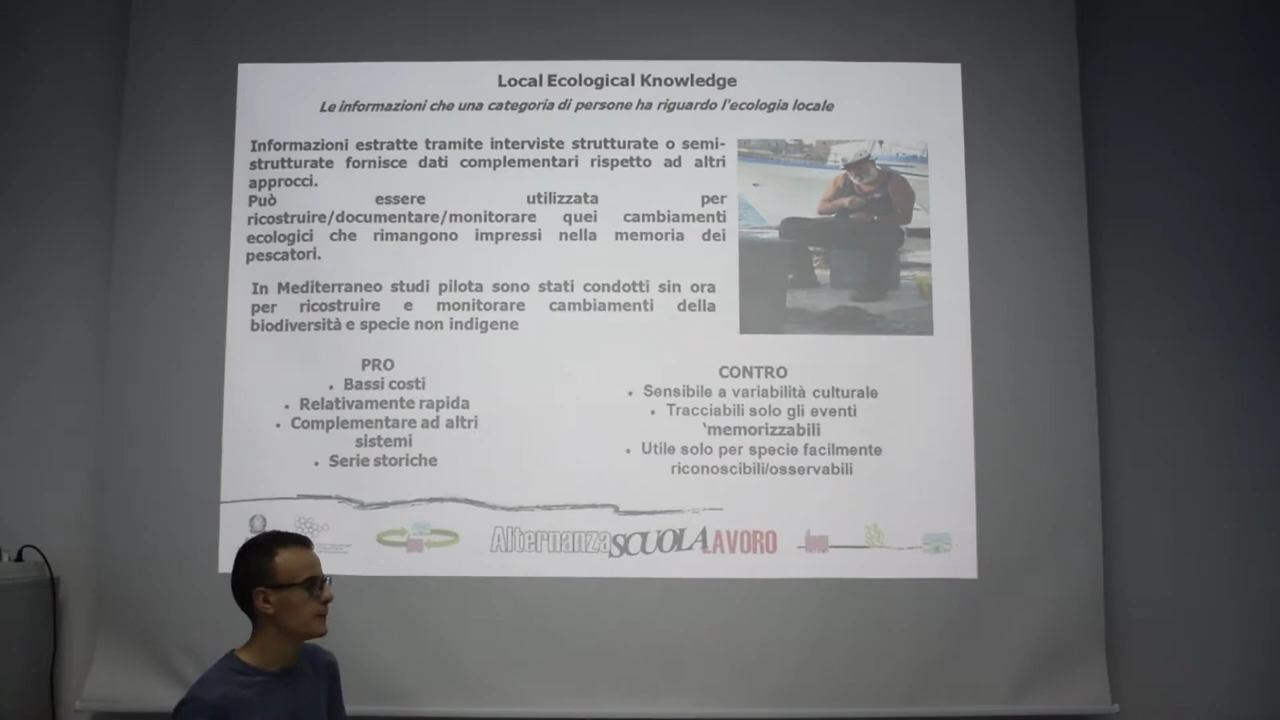 Local Ecological Knowledge
Le informazioni che una categoria di persone ha riguardo l'ecologia locale
Informazioni estratte tramite interviste strutturate o semi-
strutturate fornisce dati complementari rispetto ad altri
approcci.
Può essere utilizzata per
ricostruire/documentare/monitorare quei cambiamenti
ecologici che rimangono impressi nella memoria dei
pescatori.
In Mediterraneo studi pilota sono stati condotti sin ora
per ricostruire e monitorare cambiamenti della
biodiversità e specie non indigene
PRO
• Bassi costi
• Relativamente rapida
• Complementare ad altri
sistemi
• Serie storiche
CONTRO
• Sensibile a variabilità culturale
• Tracciabili solo gli eventi
‘memorizzabili
• Utile solo per specie facilmente
riconoscibili/osservabili
AlternanzaSCUOLALAVORO